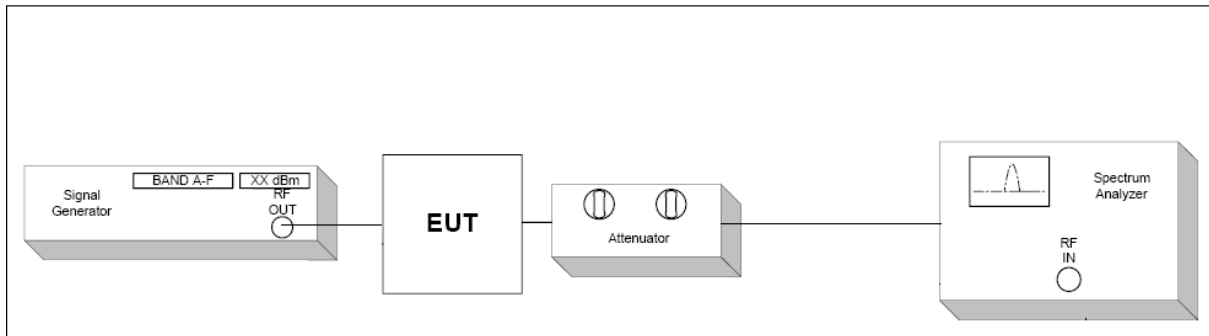 Signal
Generator
BAND A-F
XX dBm
RF
OUT
EUT
Attenuator
Spectrum
Analyzer
RF
IN